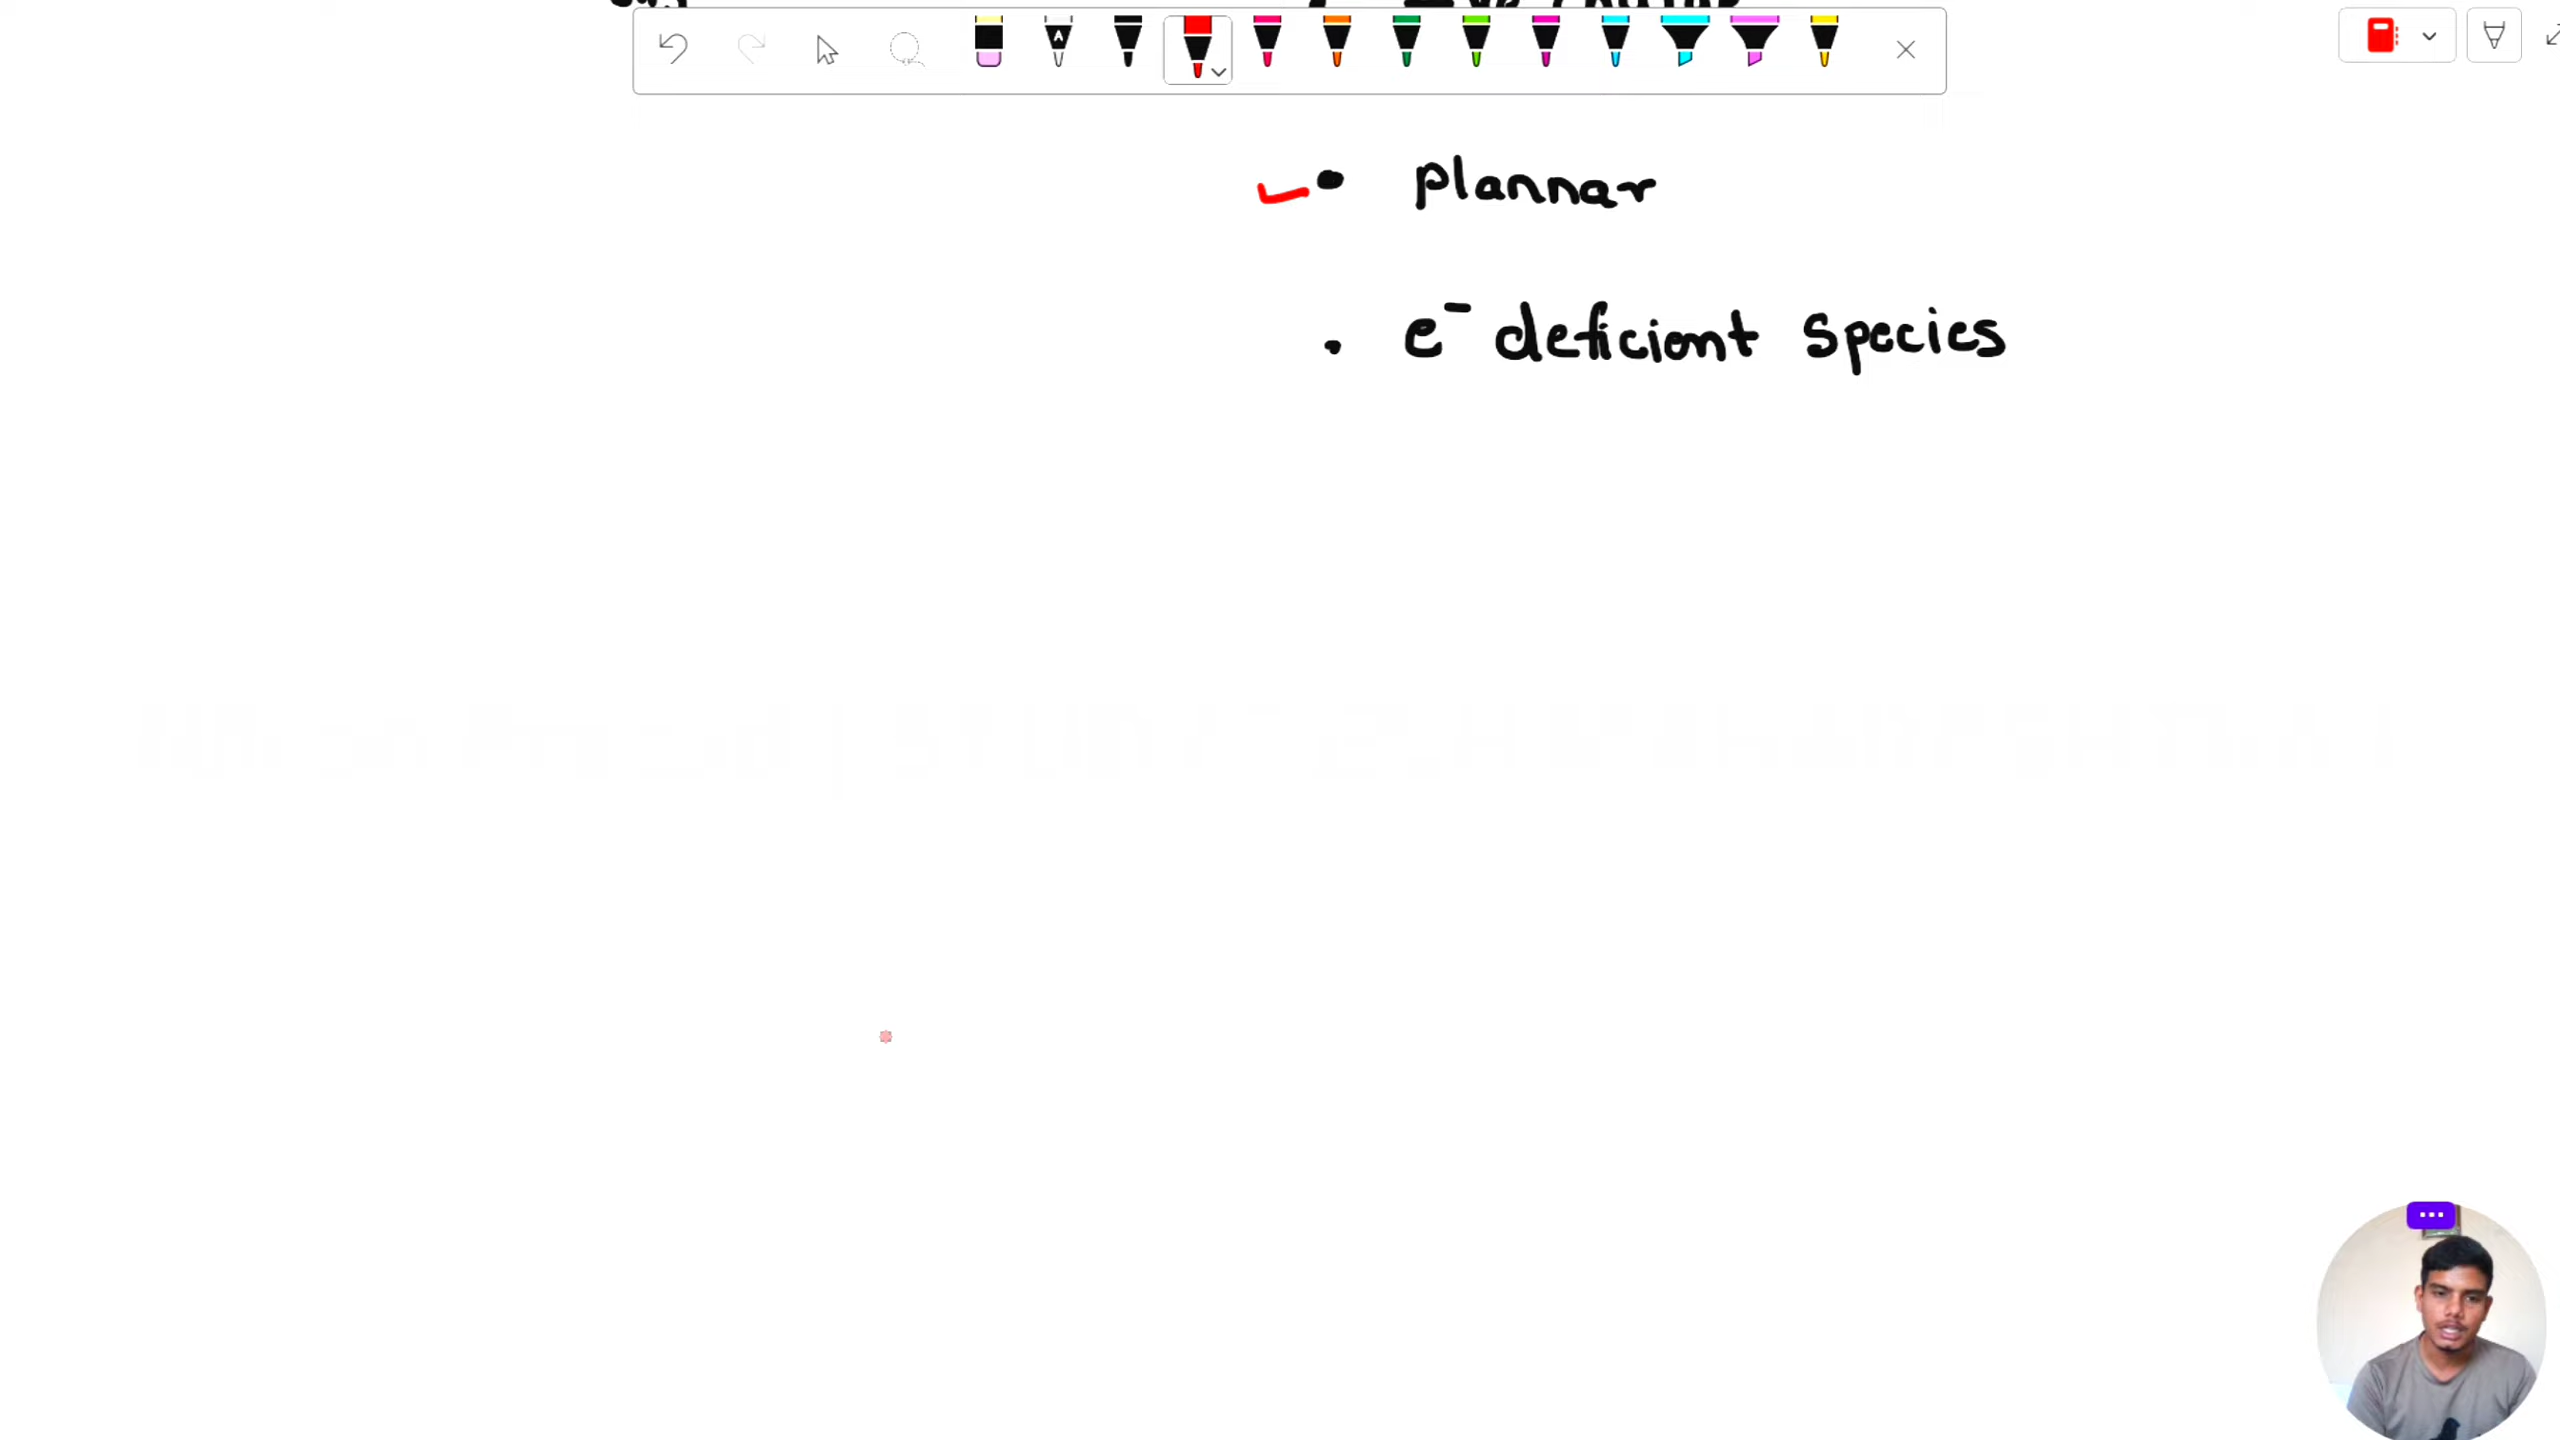 • plannar
• e⁻ deficient species